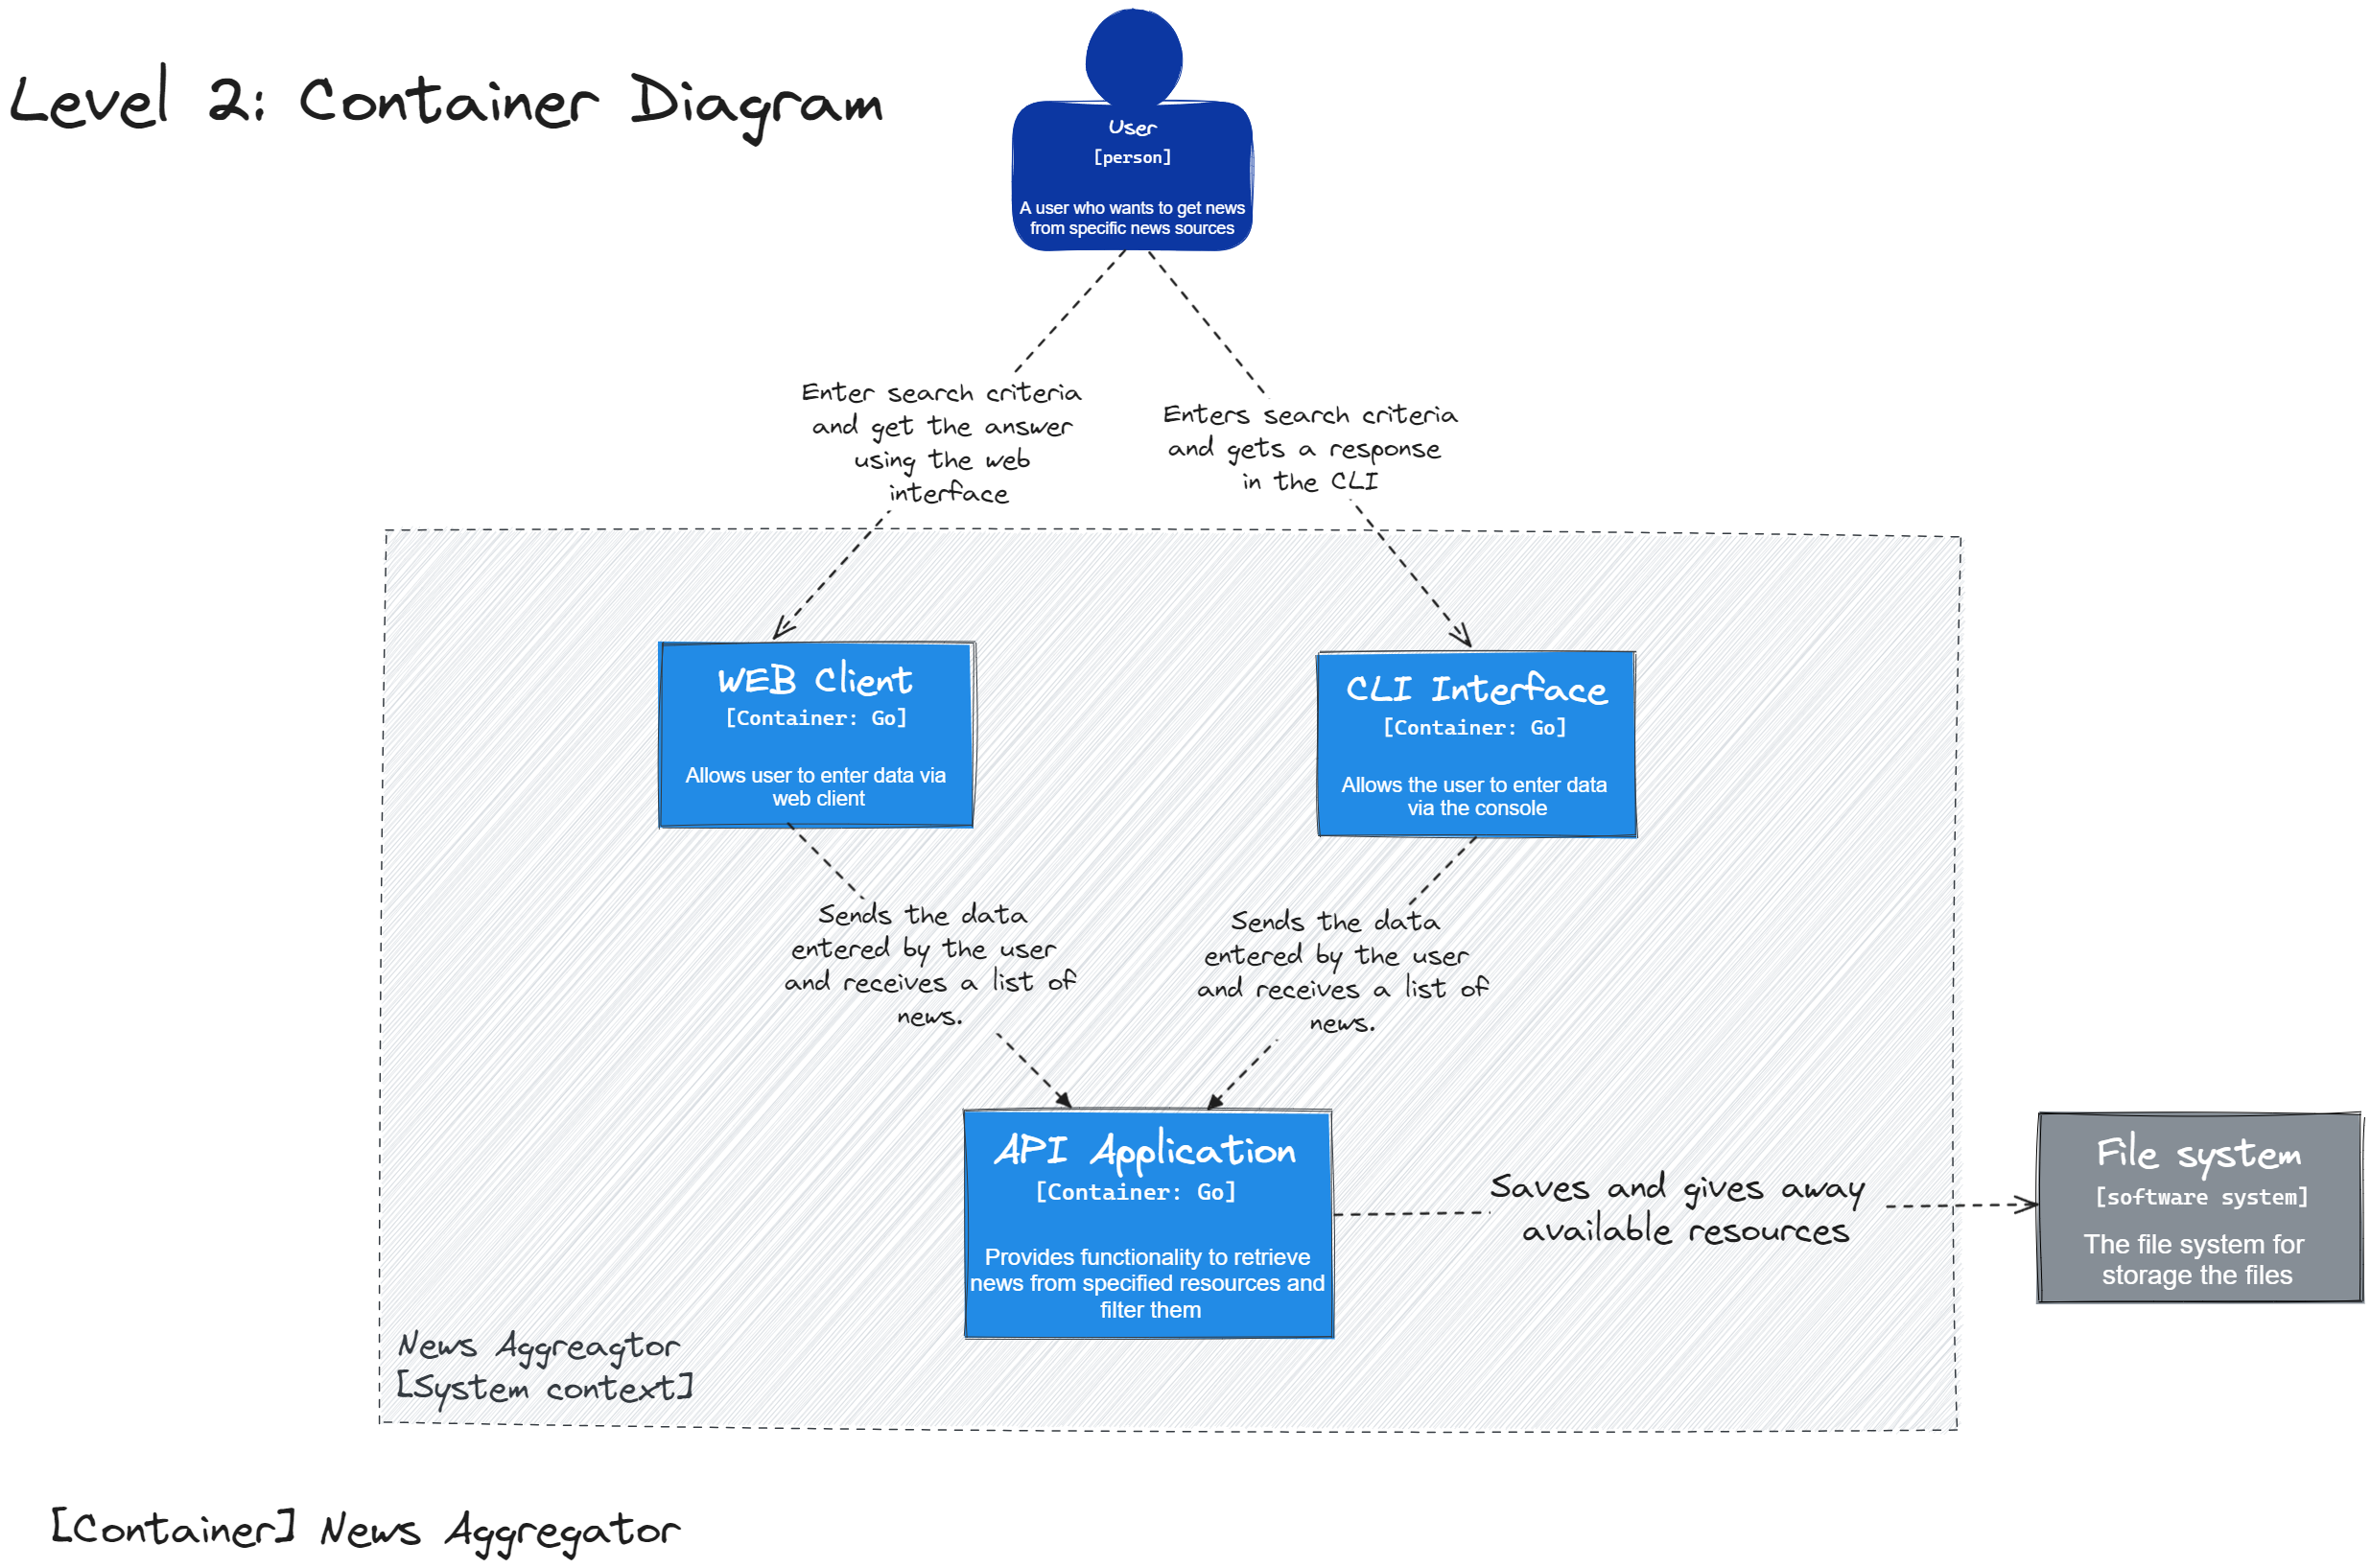 Level 2: Container Diagram
User
[person]
A user who wants to get news
from specific news sources
Enter search criteria
and get the answer
using the web
interface
Enters search criteria
and gets a response
in the CLI
WEB Client
[Container: Go]
Allows user to enter data via
web client
CLI Interface
[Container: Go]
Allows the user to enter data
via the console
Sends the data
entered by the user
and receives a list of
news.
Sends the data
entered by the user
and receives a list of
news.
API Application
[Container: Go]
Provides functionality to retrieve
news from specified resources and
filter them
Saves and gives away
available resources
File system
[software system]
The file system for
storage the files
News Aggreagtor
[System context]
[Container] News Aggregator